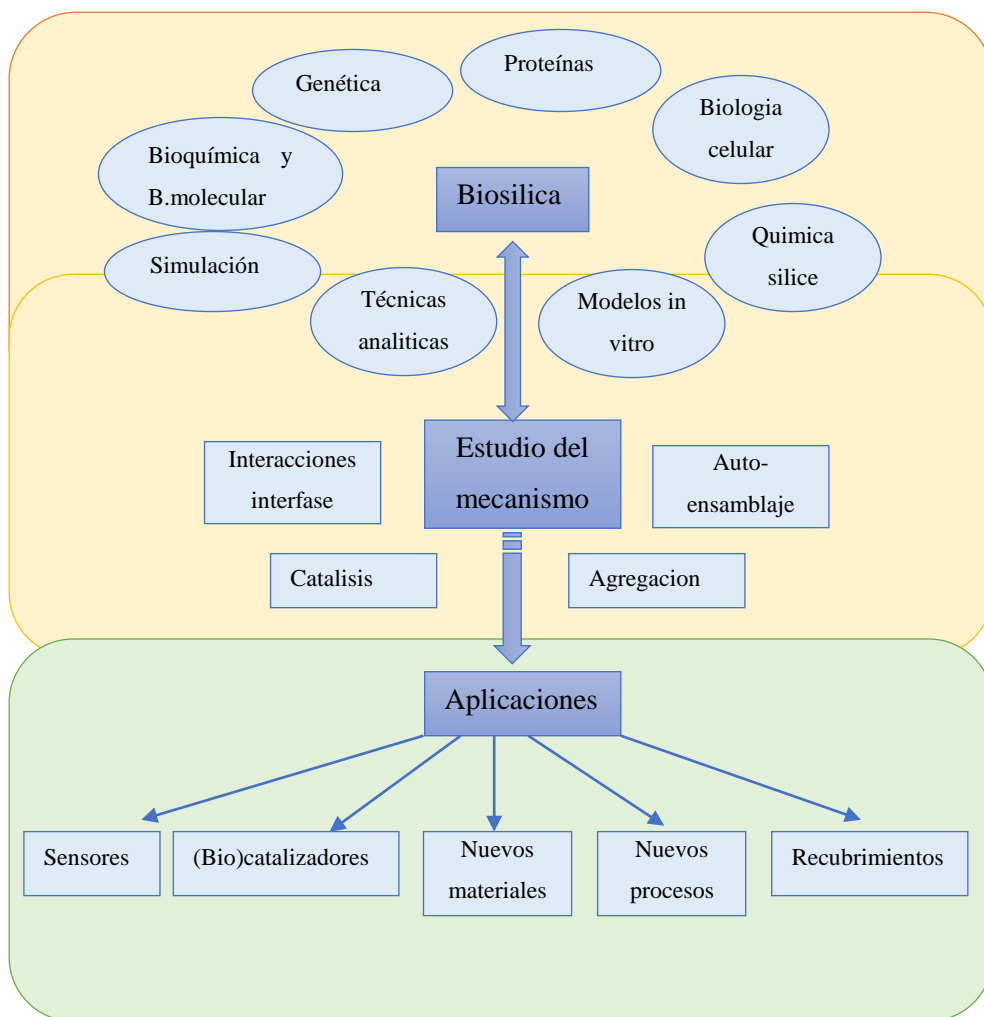 Proteínas
Genética
Biologia
celular
Bioquímica y
B.molecular
Biosilica
Quimica
silice
Simulación
Técnicas
analiticas
Modelos in
vitro
Estudio del
mecanismo
Interacciones
interfase
Auto-
ensamblaje
Catalisis
Agregacion
Aplicaciones
Sensores
(Bio)catalizadores
Nuevos
materiales
Nuevos
procesos
Recubrimientos